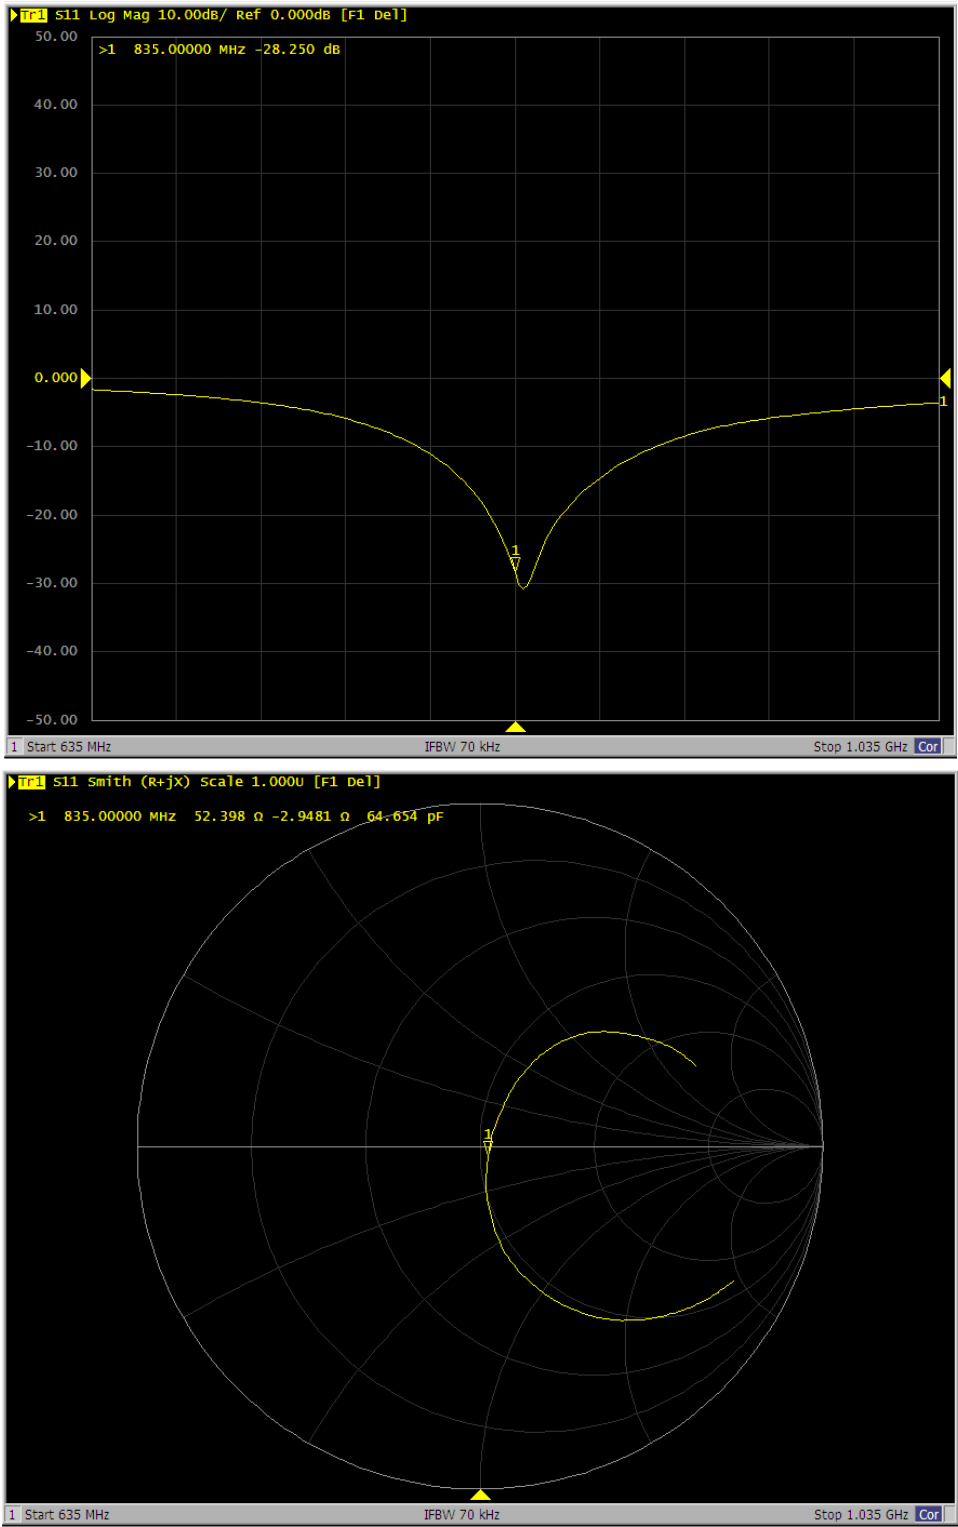 Tr1 S11 Log Mag 10.00dB/ Ref 0.000dB [F1 Del]
50.00
>1 835.00000 MHz -28.250 dB
40.00
30.00
20.00
10.00
0.000
1
-10.00
-20.00
1
-30.00
-40.00
-50.00
1 Start 635 MHz IFBW 70 kHz Stop 1.035 GHz Cor
Tr1 S11 Smith (R+jX) Scale 1.000U [F1 Del]
>1 835.00000 MHz 52.398 Ω -2.9481 Ω 64.654 pF
1
1 Start 635 MHz IFBW 70 kHz Stop 1.035 GHz Cor